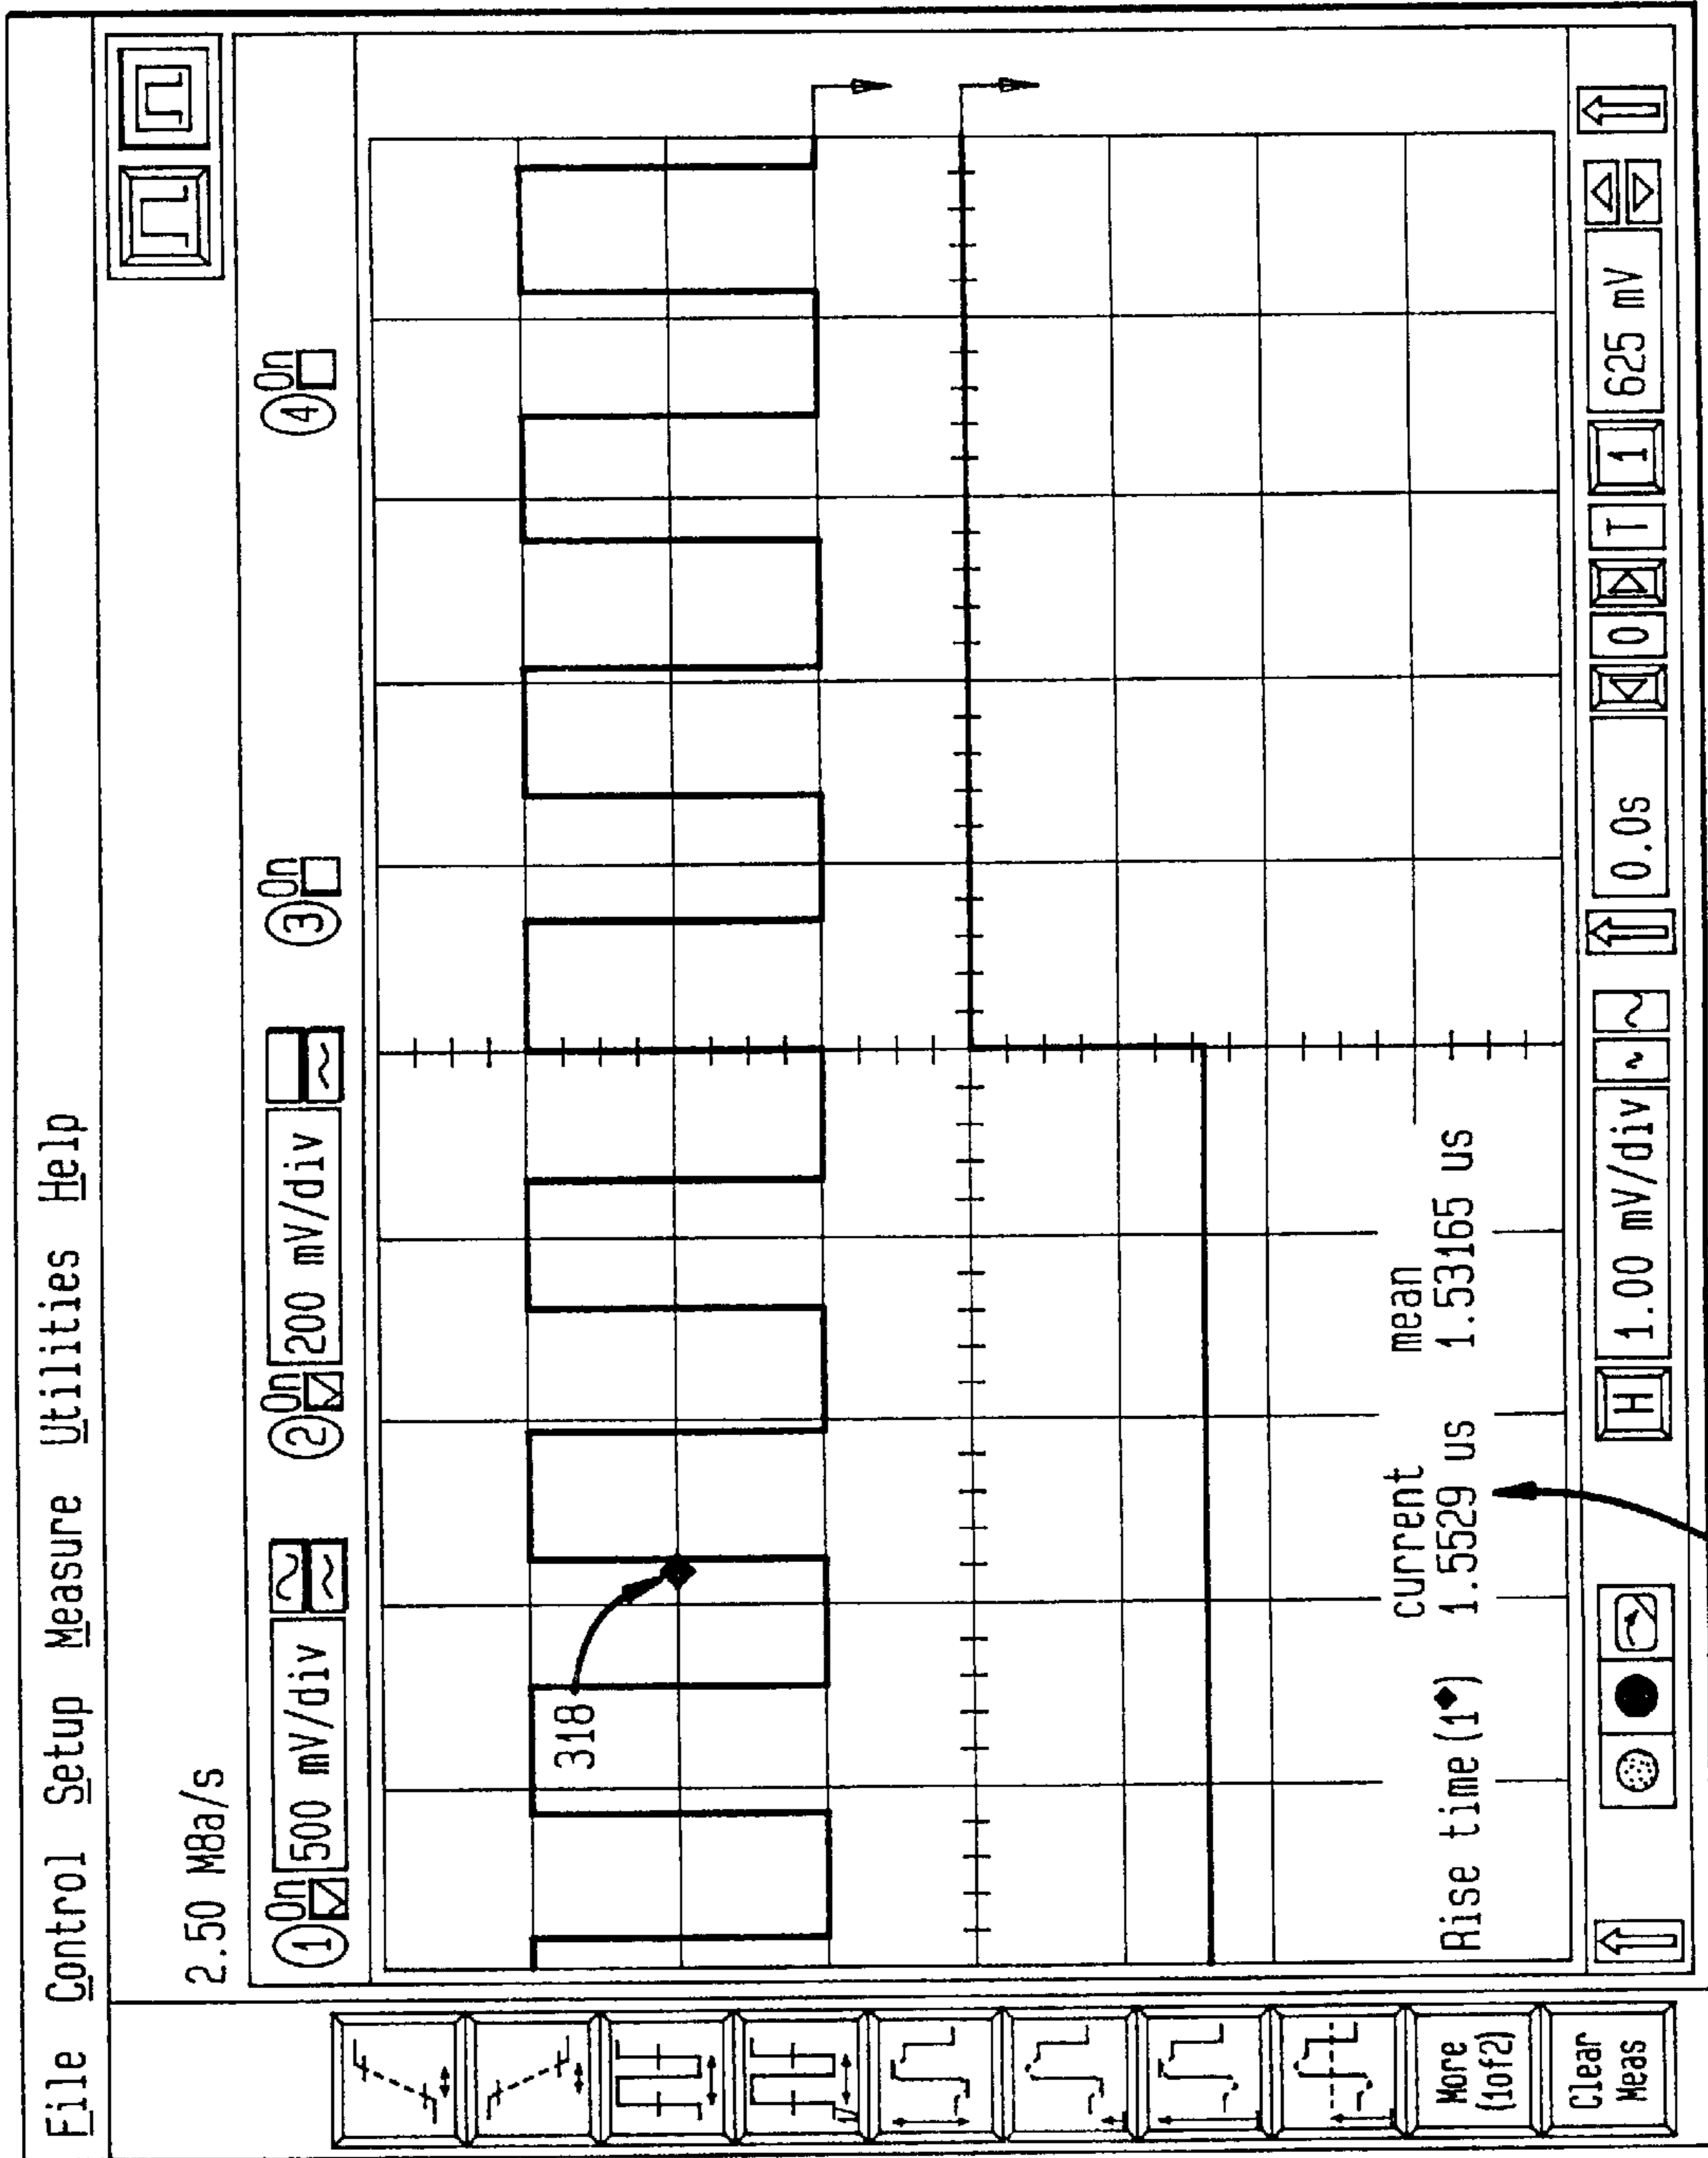 File Control Setup Measure Utilities Help
2.50 MBa/s
1 On 500 mV/div 2 On 200 mV/div 3 On 4 On
318
current mean
Rise time (1◆) 1.5529 us 1.53165 us
H 1.00 mV/div 0.0s 0 T 1 625 mV
More
(1of2)
Clear
Meas